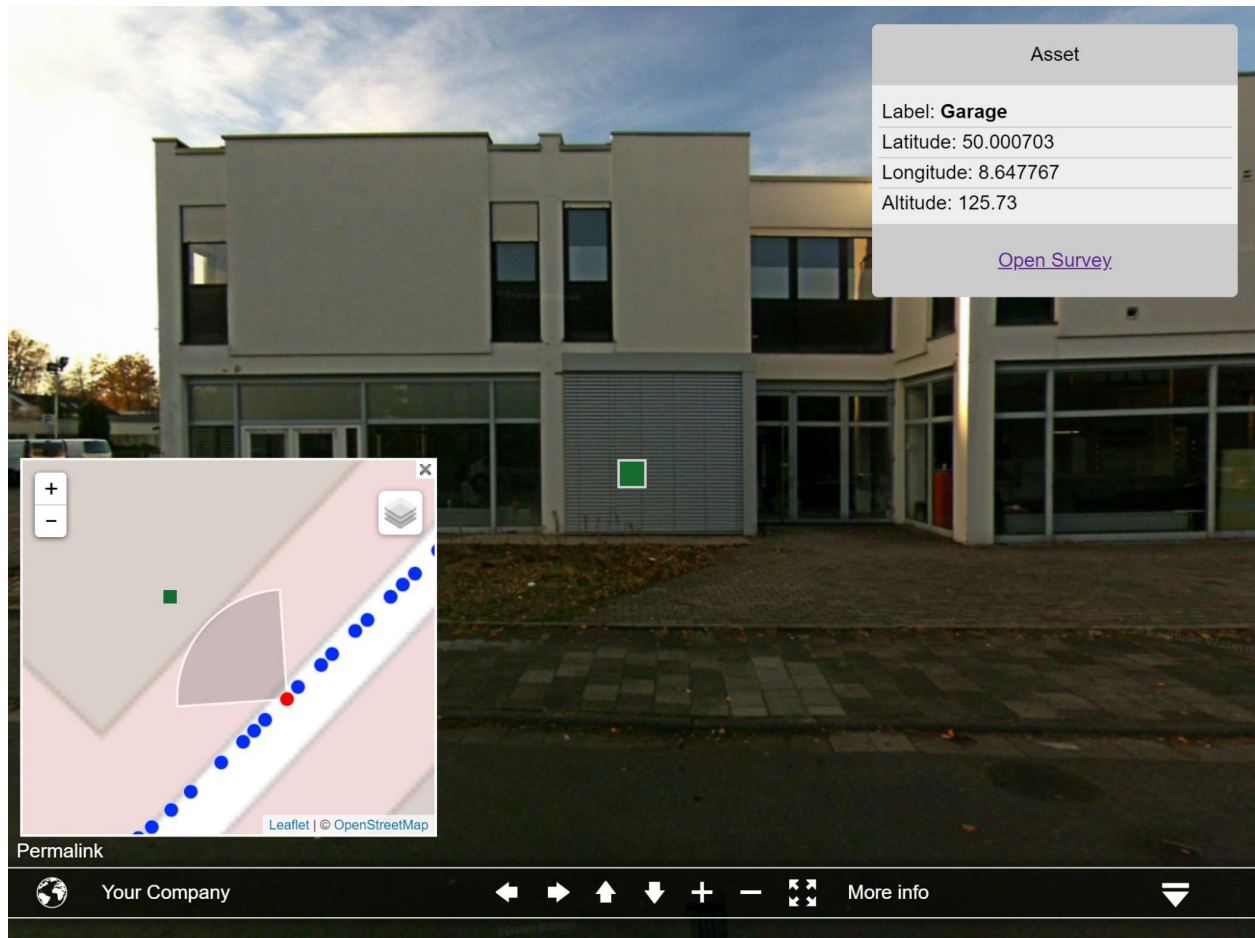 Asset
Label: Garage
Latitude: 50.000703
Longitude: 8.647767
Altitude: 125.73
Open Survey
+
−
Leaflet | © OpenStreetMap
Permalink
Your Company
More info